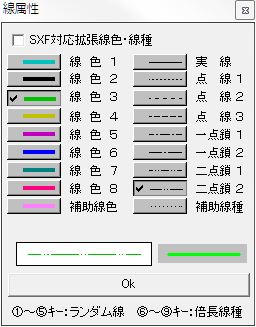 線属性
SXF対応拡張線色・線種
線 色 1 実 線
線 色 2 点 線 1
線 色 3 点 線 2
線 色 4 点 線 3
線 色 5 一点鎖 1
線 色 6 一点鎖 2
線 色 7 二点鎖 1
線 色 8 二点鎖 2
補助線色 補助線種
Ok
①～⑤キー:ランダム線 ⑥～⑨キー:倍長線種